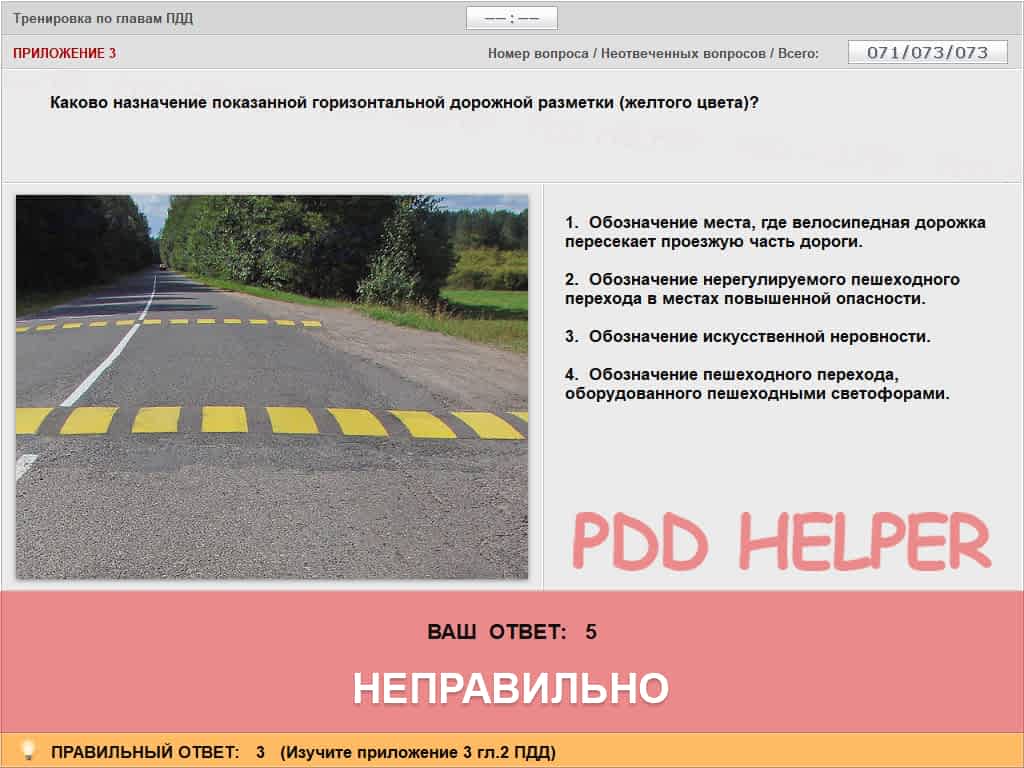 Тренировка по главам ПДД
—— : ——
ПРИЛОЖЕНИЕ 3
Номер вопроса / Неотвеченных вопросов / Всего:
071/073/073
Каково назначение показанной горизонтальной дорожной разметки (желтого цвета)?
1. Обозначение места, где велосипедная дорожка
пересекает проезжую часть дороги.
2. Обозначение нерегулируемого пешеходного
перехода в местах повышенной опасности.
3. Обозначение искусственной неровности.
4. Обозначение пешеходного перехода,
оборудованного пешеходными светофорами.
PDD HELPER
ВАШ ОТВЕТ: 5
НЕПРАВИЛЬНО
ПРАВИЛЬНЫЙ ОТВЕТ: 3 (Изучите приложение 3 гл.2 ПДД)